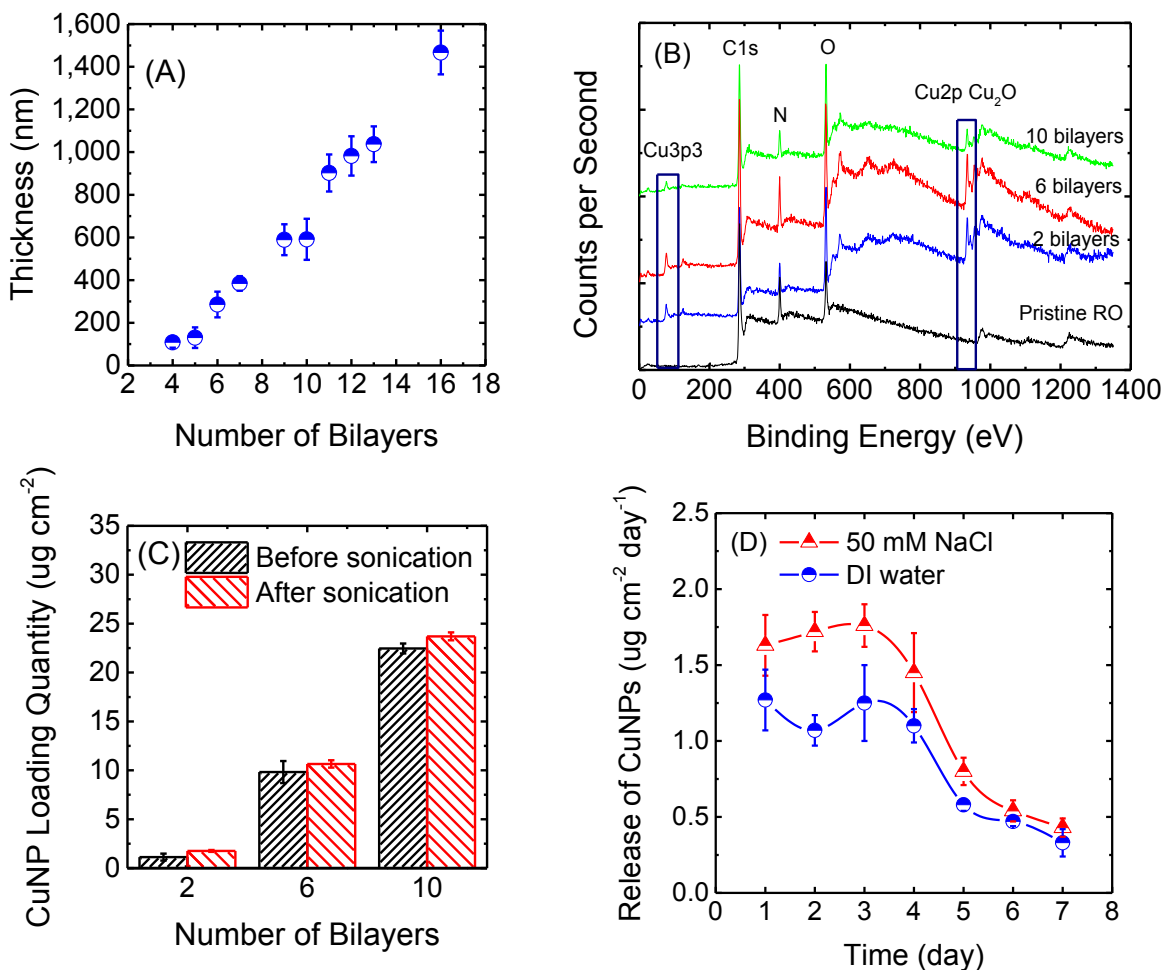 (A)
Thickness (nm)
1,600
1,400
1,200
1,000
800
600
400
200
0
2 4 6 8 10 12 14 16 18
Number of Bilayers
(B)
Counts per Second
C1s
O
N
Cu3p3
Cu2p Cu₂O
10 bilayers
6 bilayers
2 bilayers
Pristine RO
0 200 400 600 800 1000 1200 1400
Binding Energy (eV)
(C)
CuNP Loading Quantity (ug cm⁻²)
35
30
25
20
15
10
5
0
Before sonication
After sonication
2 6 10
Number of Bilayers
(D)
Release of CuNPs (ug cm⁻² day⁻¹)
2.5
2.0
1.5
1.0
0.5
0.0
50 mM NaCl
DI water
0 1 2 3 4 5 6 7 8
Time (day)